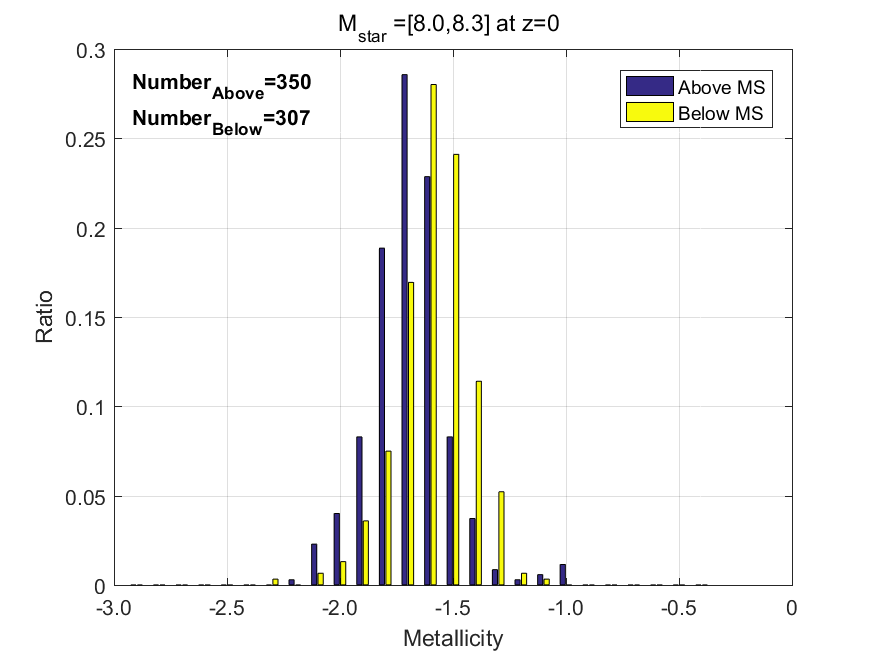 M_star =[8.0,8.3] at z=0
0.3
Number_Above=350
Number_Below=307
Above MS
Below MS
0.25
0.2
0.15
0.1
0.05
0
Ratio
-3.0 -2.5 -2.0 -1.5 -1.0 -0.5 0
Metallicity